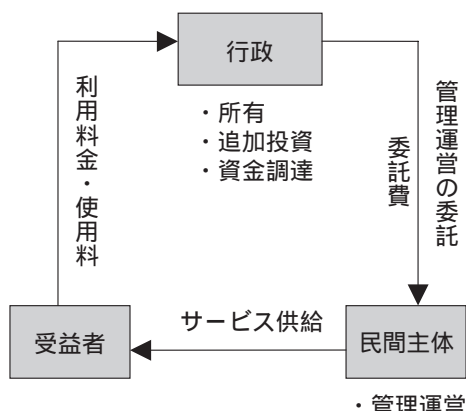 行政
・所有
・追加投資
・資金調達
利用料金・使用料
管理運営の委託
委託費
サービス供給
受益者
民間主体
・管理運営